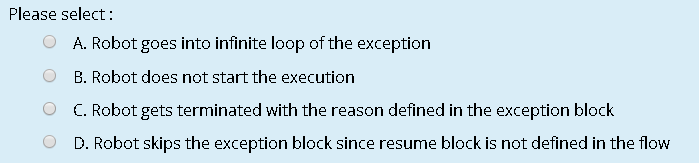 Please select:
A. Robot goes into infinite loop of the exception
B. Robot does not start the execution
C. Robot gets terminated with the reason defined in the exception block
D. Robot skips the exception block since resume block is not defined in the flow